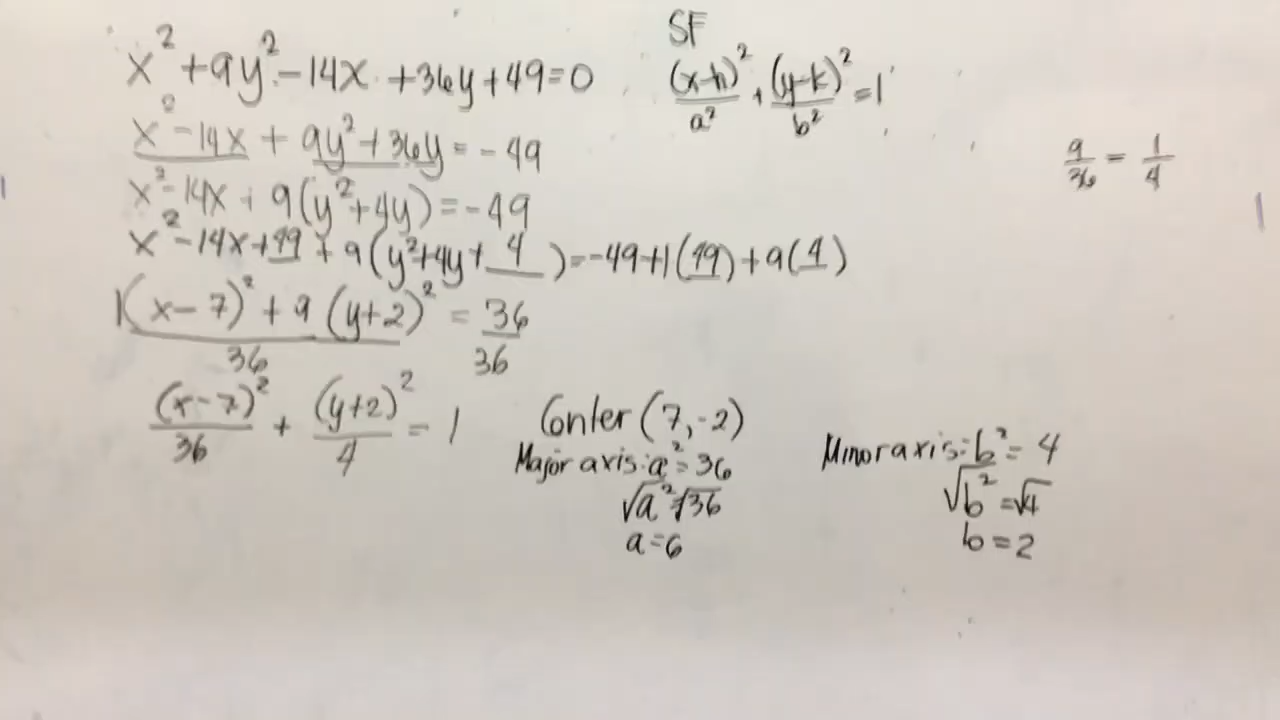 x² + 9y² - 14x + 36y + 49 = 0
SF
(x-h)²/a² + (y-k)²/b² = 1
x² - 14x + 9y² + 36y = -49
9/36 = 1/4
x² - 14x + 9(y² + 4y) = -49
x² - 14x + 49 + 9(y² + 4y + 4) = -49 + 1(49) + 9(4)
1(x-7)² + 9(y+2)² = 36
36 36
(x-7)²/36 + (y+2)²/4 = 1
Center (7, -2)
Major axis: a² = 36
√a² = √36
a = 6
Minor axis: b² = 4
√b² = √4
b = 2